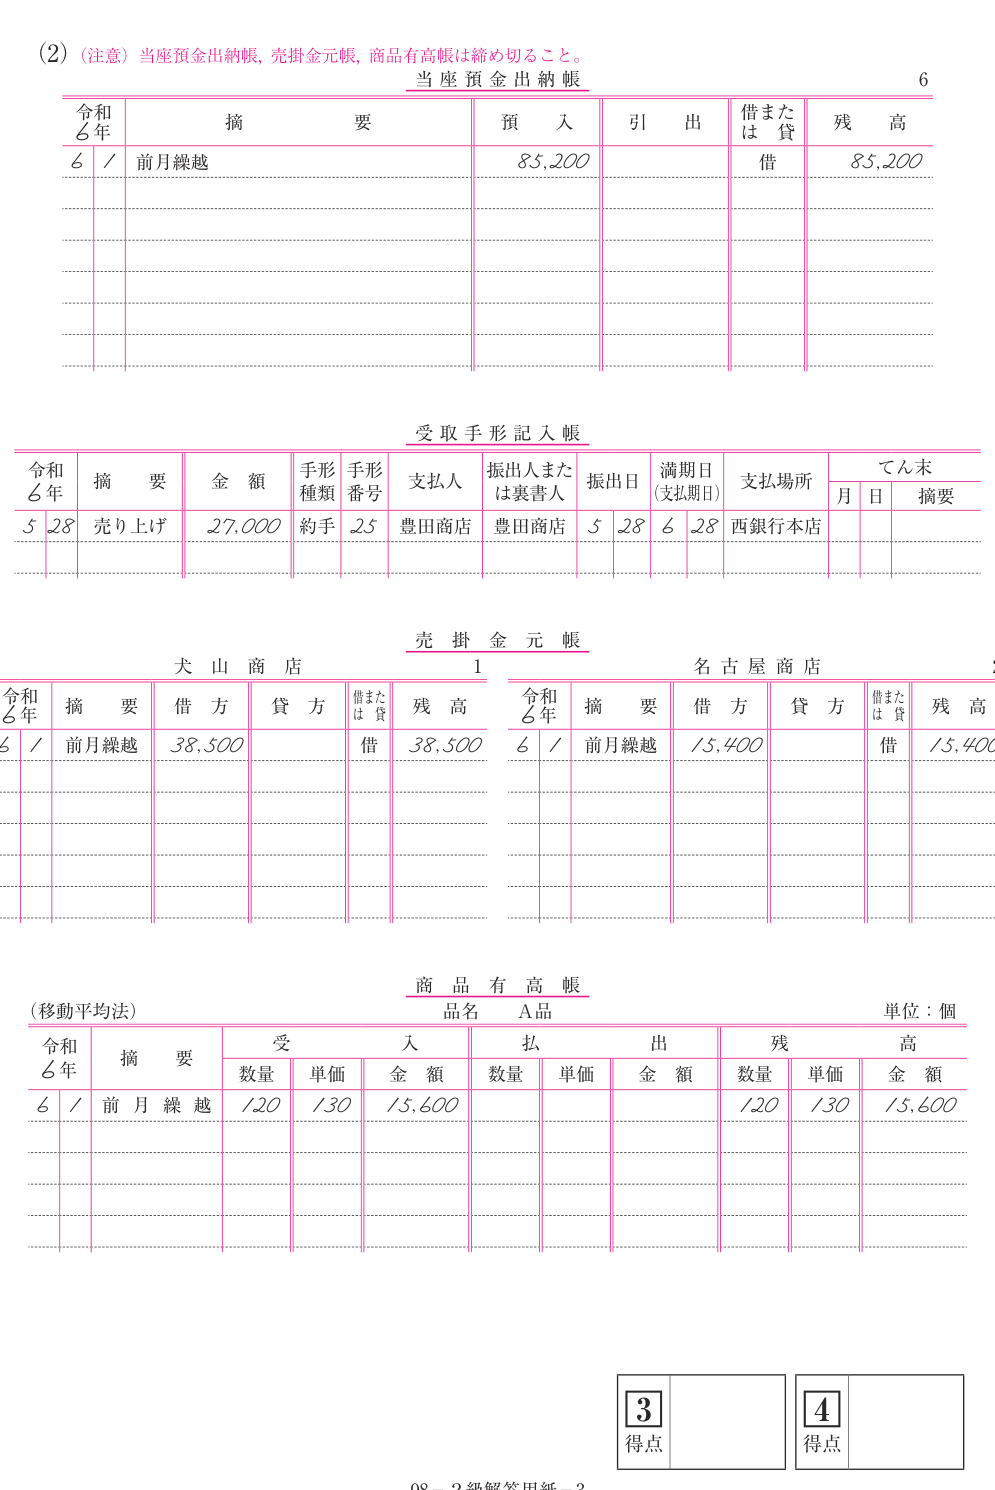 (2)（注意）当座預金出納帳，売掛金元帳，商品有高帳は締め切ること。
当座預金出納帳 6
令和6年 摘要 預入 引出 借または貸 残高
6 1 前月繰越 85,200 借 85,200
受取手形記入帳
令和6年 摘要 金額 手形種類 手形番号 支払人 振出人または裏書人 振出日 満期日(支払期日) 支払場所 てん末
月 日 摘要
5 28 売り上げ 27,000 約手 25 豊田商店 豊田商店 5 28 6 28 西銀行本店
売掛金元帳
犬山商店 1
令和6年 摘要 借方 貸方 借または貸 残高
6 1 前月繰越 38,500 借 38,500
名古屋商店
令和6年 摘要 借方 貸方 借または貸 残高
6 1 前月繰越 15,400 借 15,400
商品有高帳
（移動平均法） 品名 A品 単位：個
令和6年 摘要 受入 払出 残高
数量 単価 金額 数量 単価 金額 数量 単価 金額
6 1 前月繰越 120 130 15,600 120 130 15,600
3 得点
4 得点
98－2級解答用紙－3